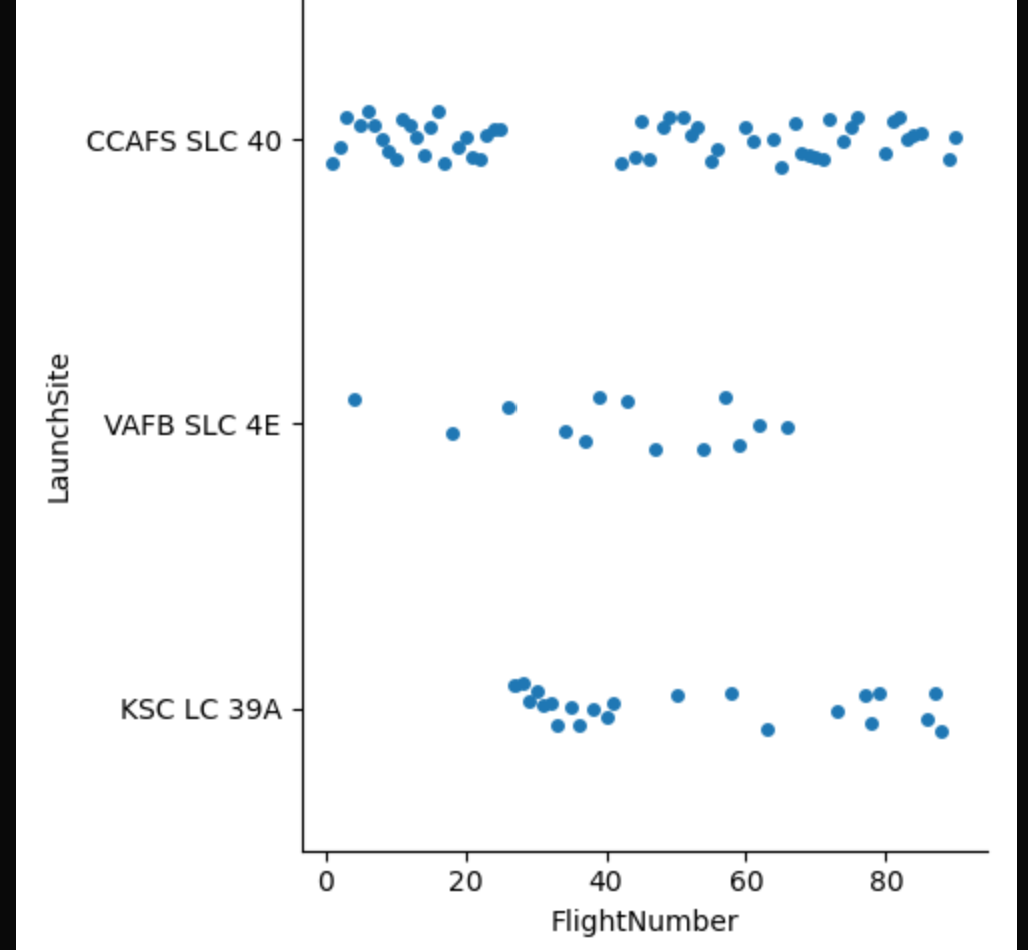 CCAFS SLC 40
VAFB SLC 4E
KSC LC 39A
LaunchSite
0 20 40 60 80
FlightNumber